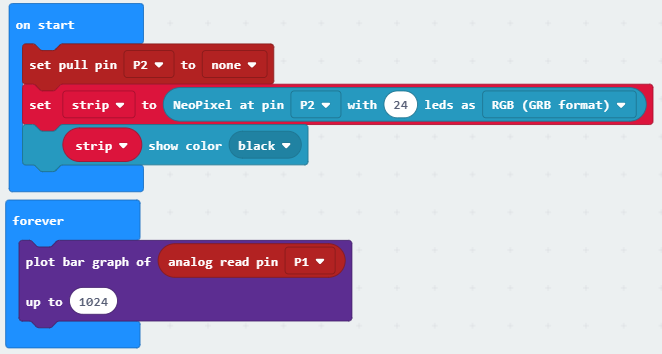 on start
set pull pin P2 to none
set strip to NeoPixel at pin P2 with 24 leds as RGB (GRB format)
strip show color black
forever
plot bar graph of analog read pin P1
up to 1024